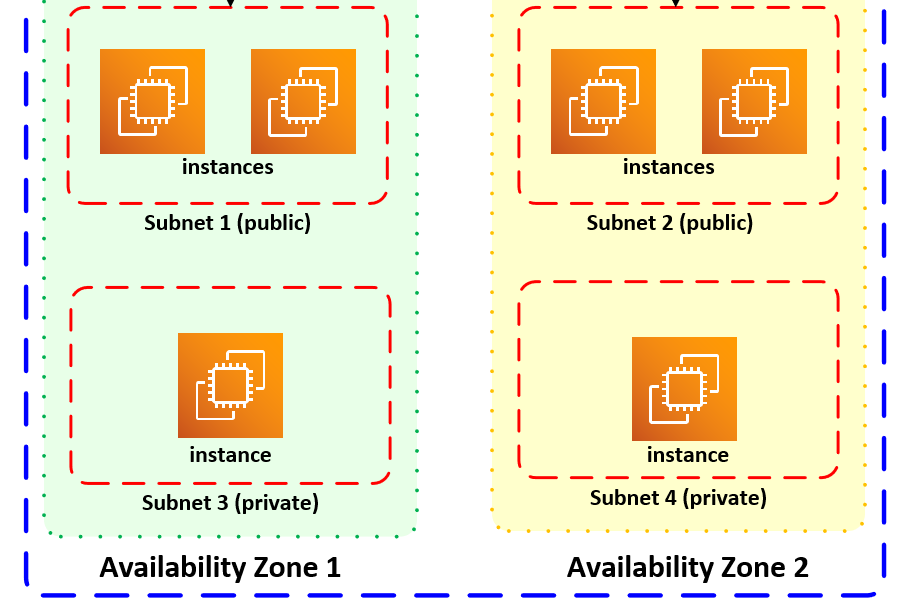 instances
instances
Subnet 1 (public)
Subnet 2 (public)
instance
instance
Subnet 3 (private)
Subnet 4 (private)
Availability Zone 1
Availability Zone 2